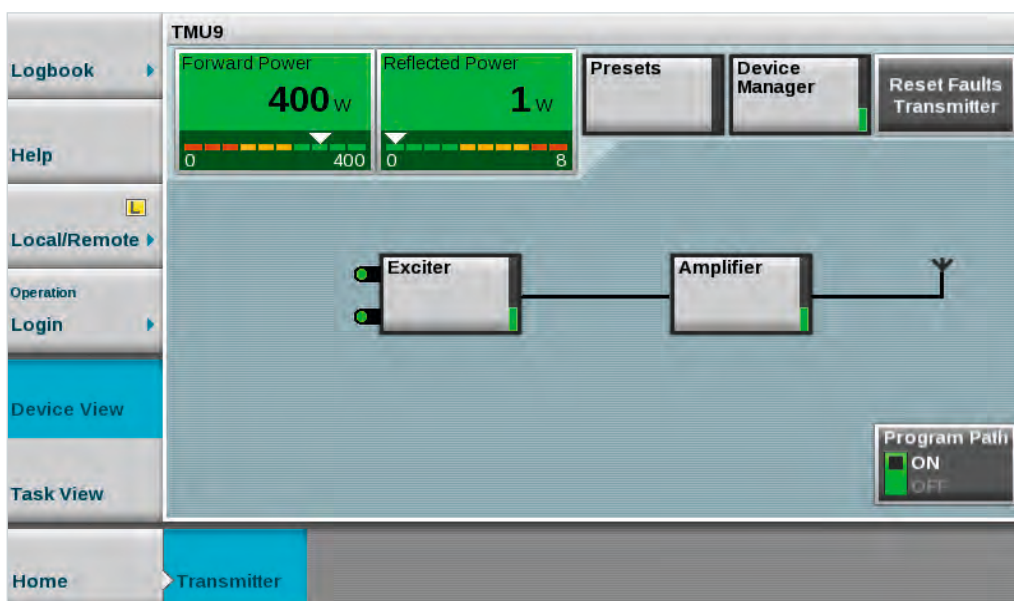 TMU9
Logbook
Help
L
Local/Remote
Operation
Login
Device View
Task View
Home
Forward Power
400 W
0 400
Reflected Power
1 W
0 8
Presets
Device
Manager
Reset Faults
Transmitter
Exciter
Amplifier
Program Path
ON
OFF
Transmitter